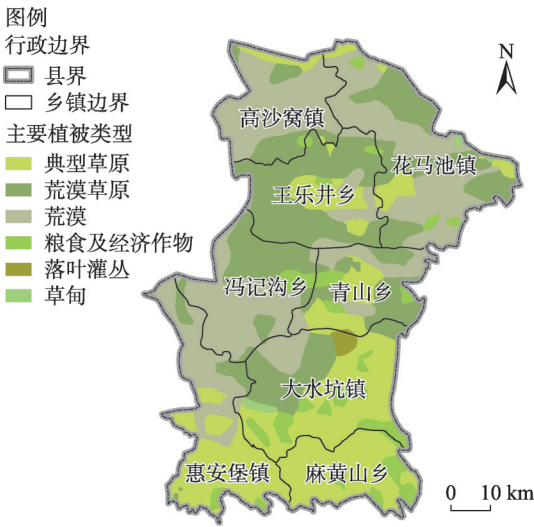 图例
行政边界
县界
乡镇边界
主要植被类型
典型草原
荒漠草原
荒漠
粮食及经济作物
落叶灌丛
草甸
N
高沙窝镇
花马池镇
王乐井乡
冯记沟乡
青山乡
大水坑镇
惠安堡镇
麻黄山乡
0 10 km